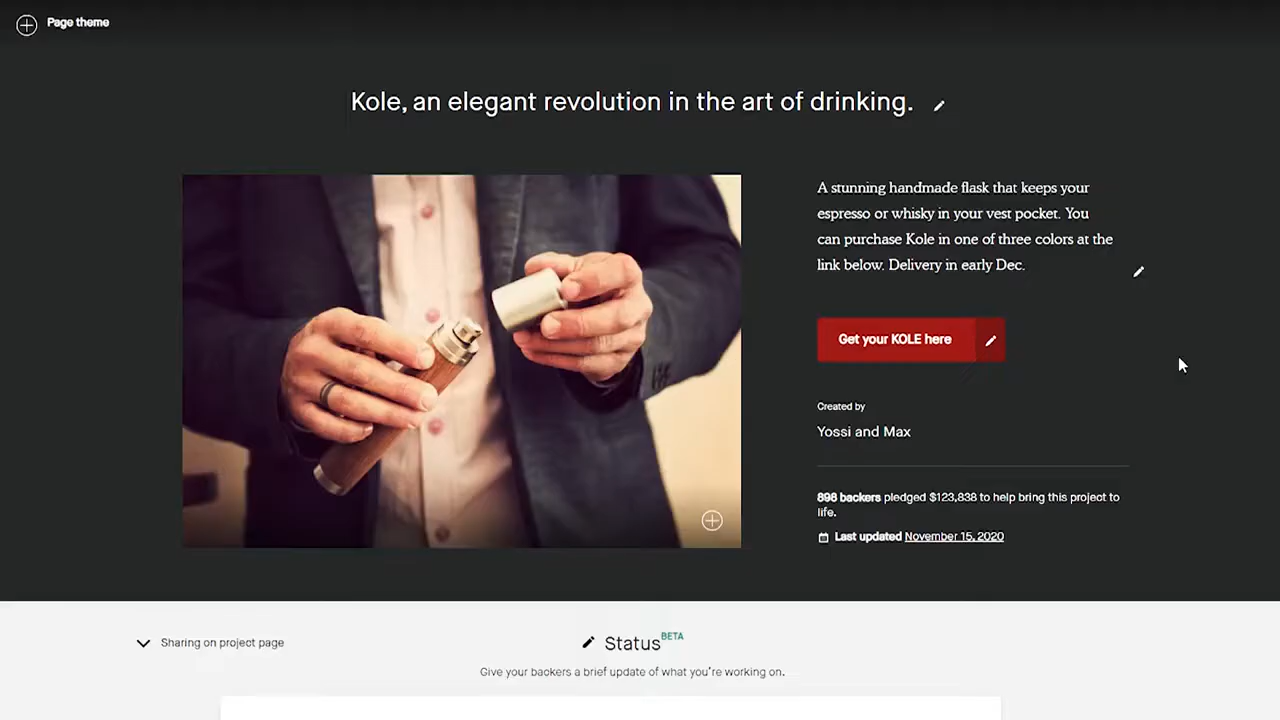 Page theme
Kole, an elegant revolution in the art of drinking.
A stunning handmade flask that keeps your
espresso or whisky in your vest pocket. You
can purchase Kole in one of three colors at the
link below. Delivery in early Dec.
Get your KOLE here
Created by
Yossi and Max
898 backers pledged $123,838 to help bring this project to
life.
Last updated November 15, 2020
Sharing on project page
Status BETA
Give your backers a brief update of what you're working on.